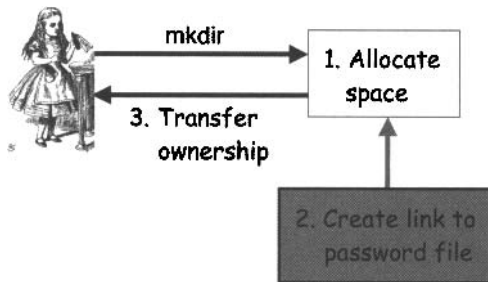 mkdir
1. Allocate
space
3. Transfer
ownership
2. Create link to
password file